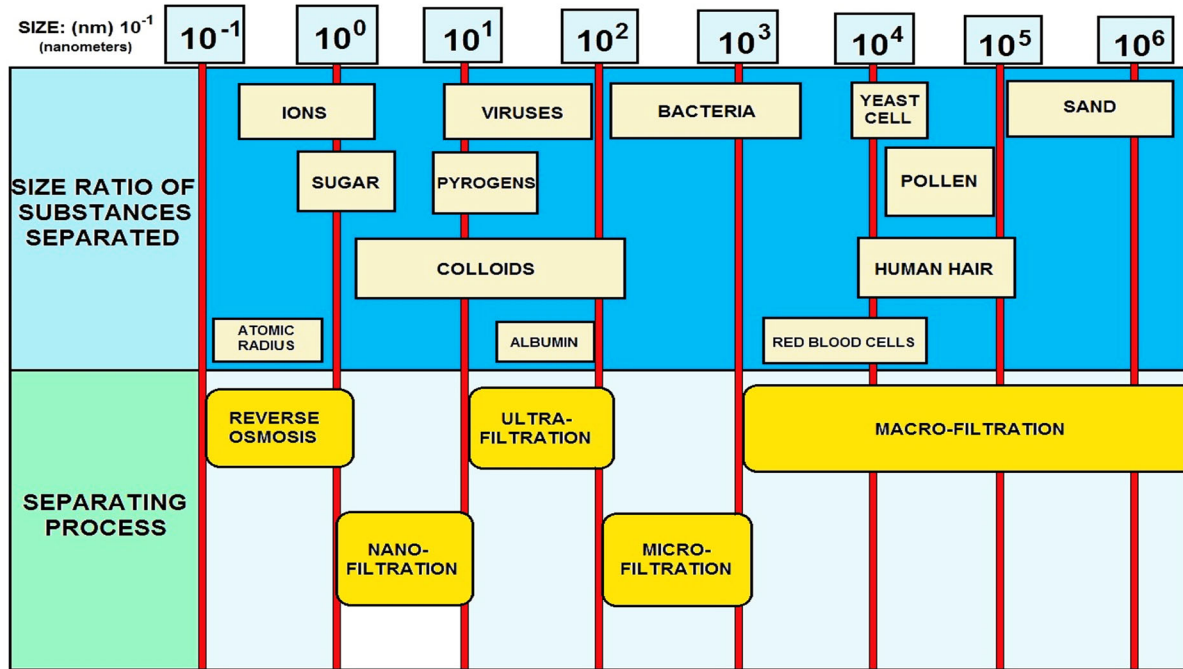 SIZE: (nm) 10⁻¹
(nanometers)
10⁻¹
10⁰
10¹
10²
10³
10⁴
10⁵
10⁶
SIZE RATIO OF
SUBSTANCES
SEPARATED
IONS
VIRUSES
BACTERIA
YEAST
CELL
SAND
SUGAR
PYROGENS
POLLEN
COLLOIDS
HUMAN HAIR
ATOMIC
RADIUS
ALBUMIN
RED BLOOD CELLS
SEPARATING
PROCESS
REVERSE
OSMOSIS
ULTRA-
FILTRATION
MACRO-FILTRATION
NANO-
FILTRATION
MICRO-
FILTRATION